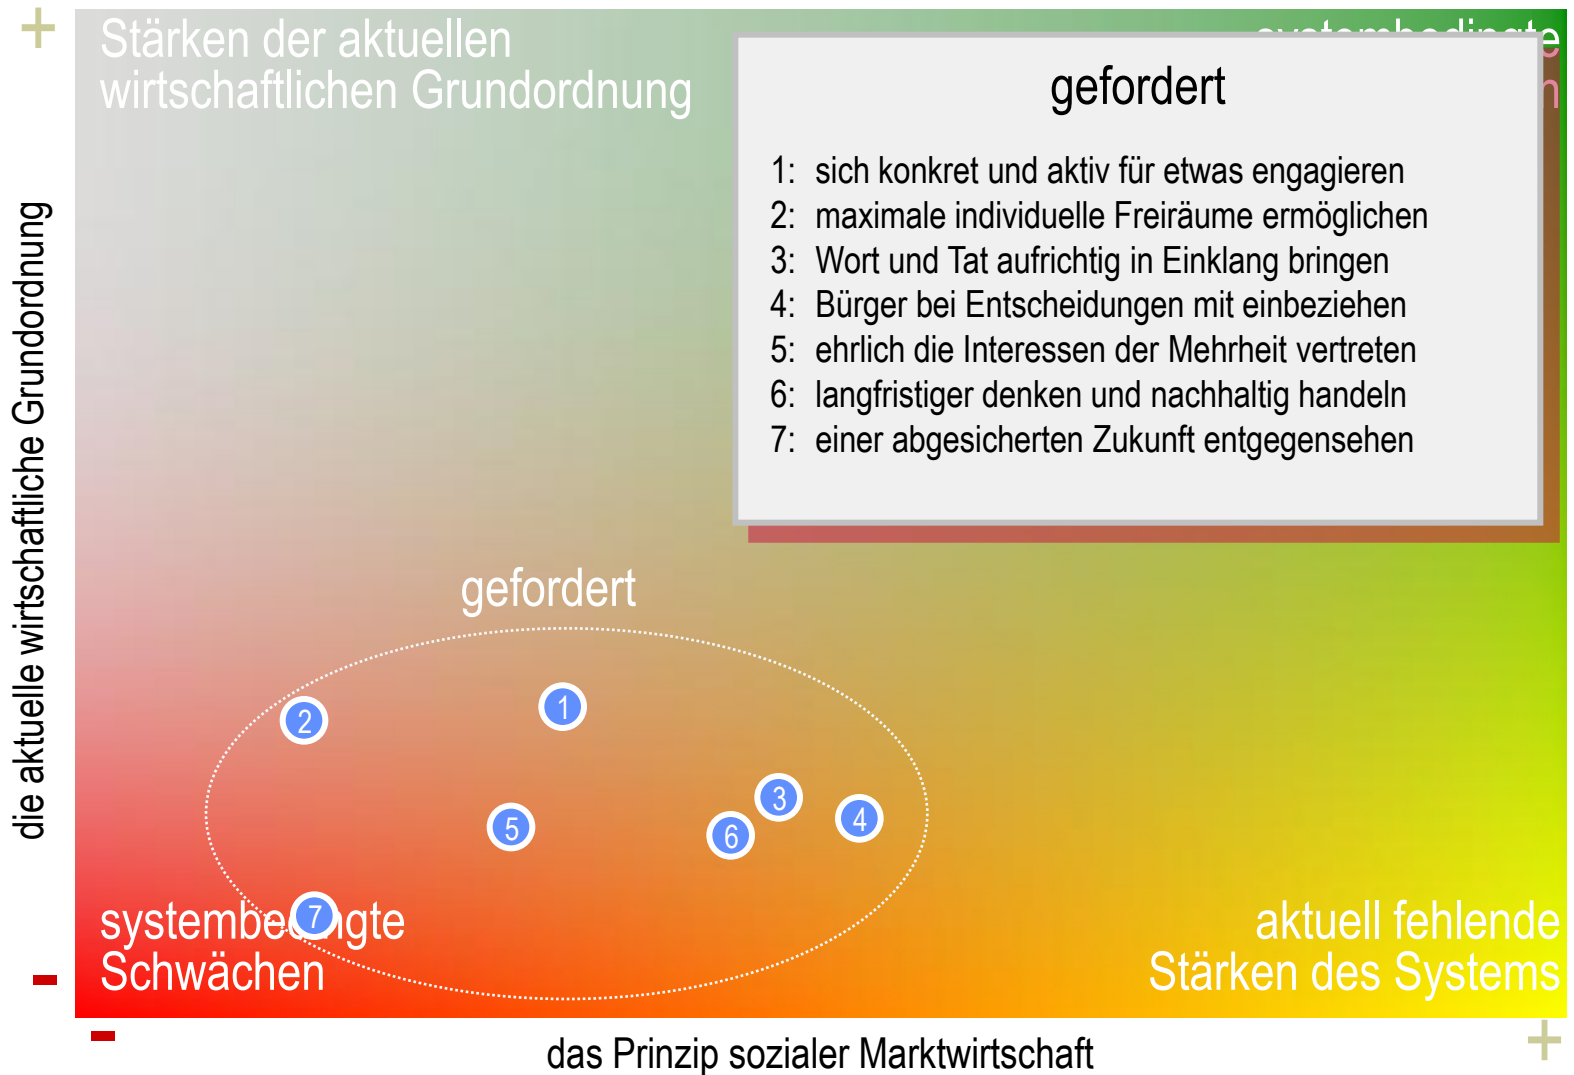 +
Stärken der aktuellen
wirtschaftlichen Grundordnung
systembedingte
n
gefordert
1: sich konkret und aktiv für etwas engagieren
2: maximale individuelle Freiräume ermöglichen
3: Wort und Tat aufrichtig in Einklang bringen
4: Bürger bei Entscheidungen mit einbeziehen
5: ehrlich die Interessen der Mehrheit vertreten
6: langfristiger denken und nachhaltig handeln
7: einer abgesicherten Zukunft entgegensehen
die aktuelle wirtschaftliche Grundordnung
gefordert
1
2
3
4
5
6
7
systembedingte
Schwächen
aktuell fehlende
Stärken des Systems
-
-
das Prinzip sozialer Marktwirtschaft
+